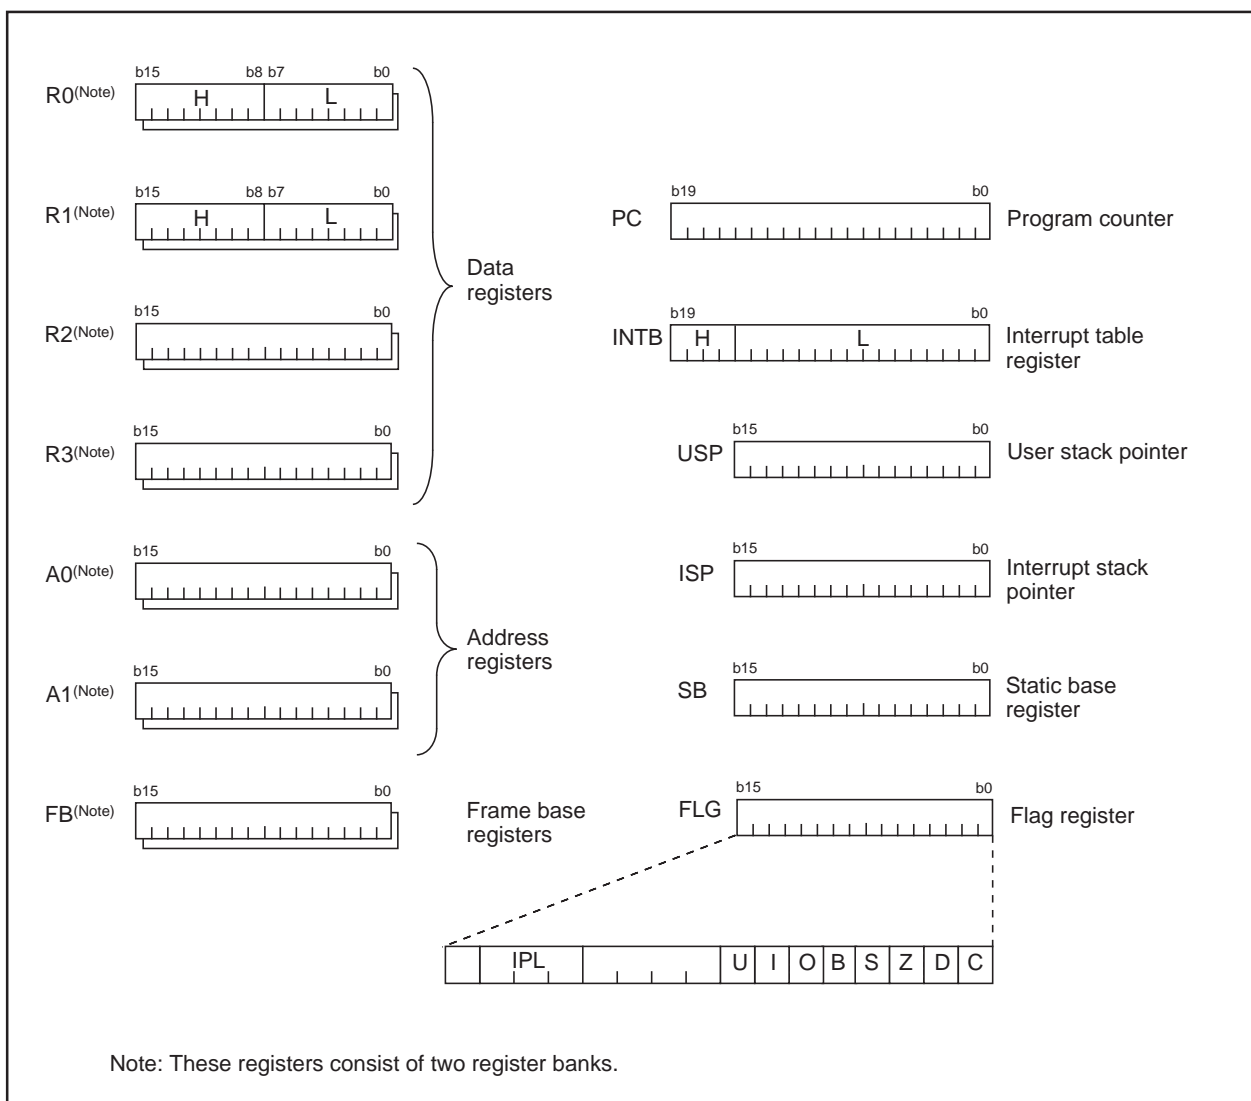 b15 b8 b7 b0
R0(Note) H L
b15 b8 b7 b0
R1(Note) H L
b15 b0
R2(Note)
b15 b0
R3(Note)
Data
registers
b15 b0
A0(Note)
b15 b0
A1(Note)
Address
registers
b15 b0
FB(Note)
Frame base
registers
b19 b0
PC Program counter
b19 b0
INTB H L Interrupt table
register
b15 b0
USP User stack pointer
b15 b0
ISP Interrupt stack
pointer
b15 b0
SB Static base
register
b15 b0
FLG Flag register
IPL U I O B S Z D C
Note: These registers consist of two register banks.